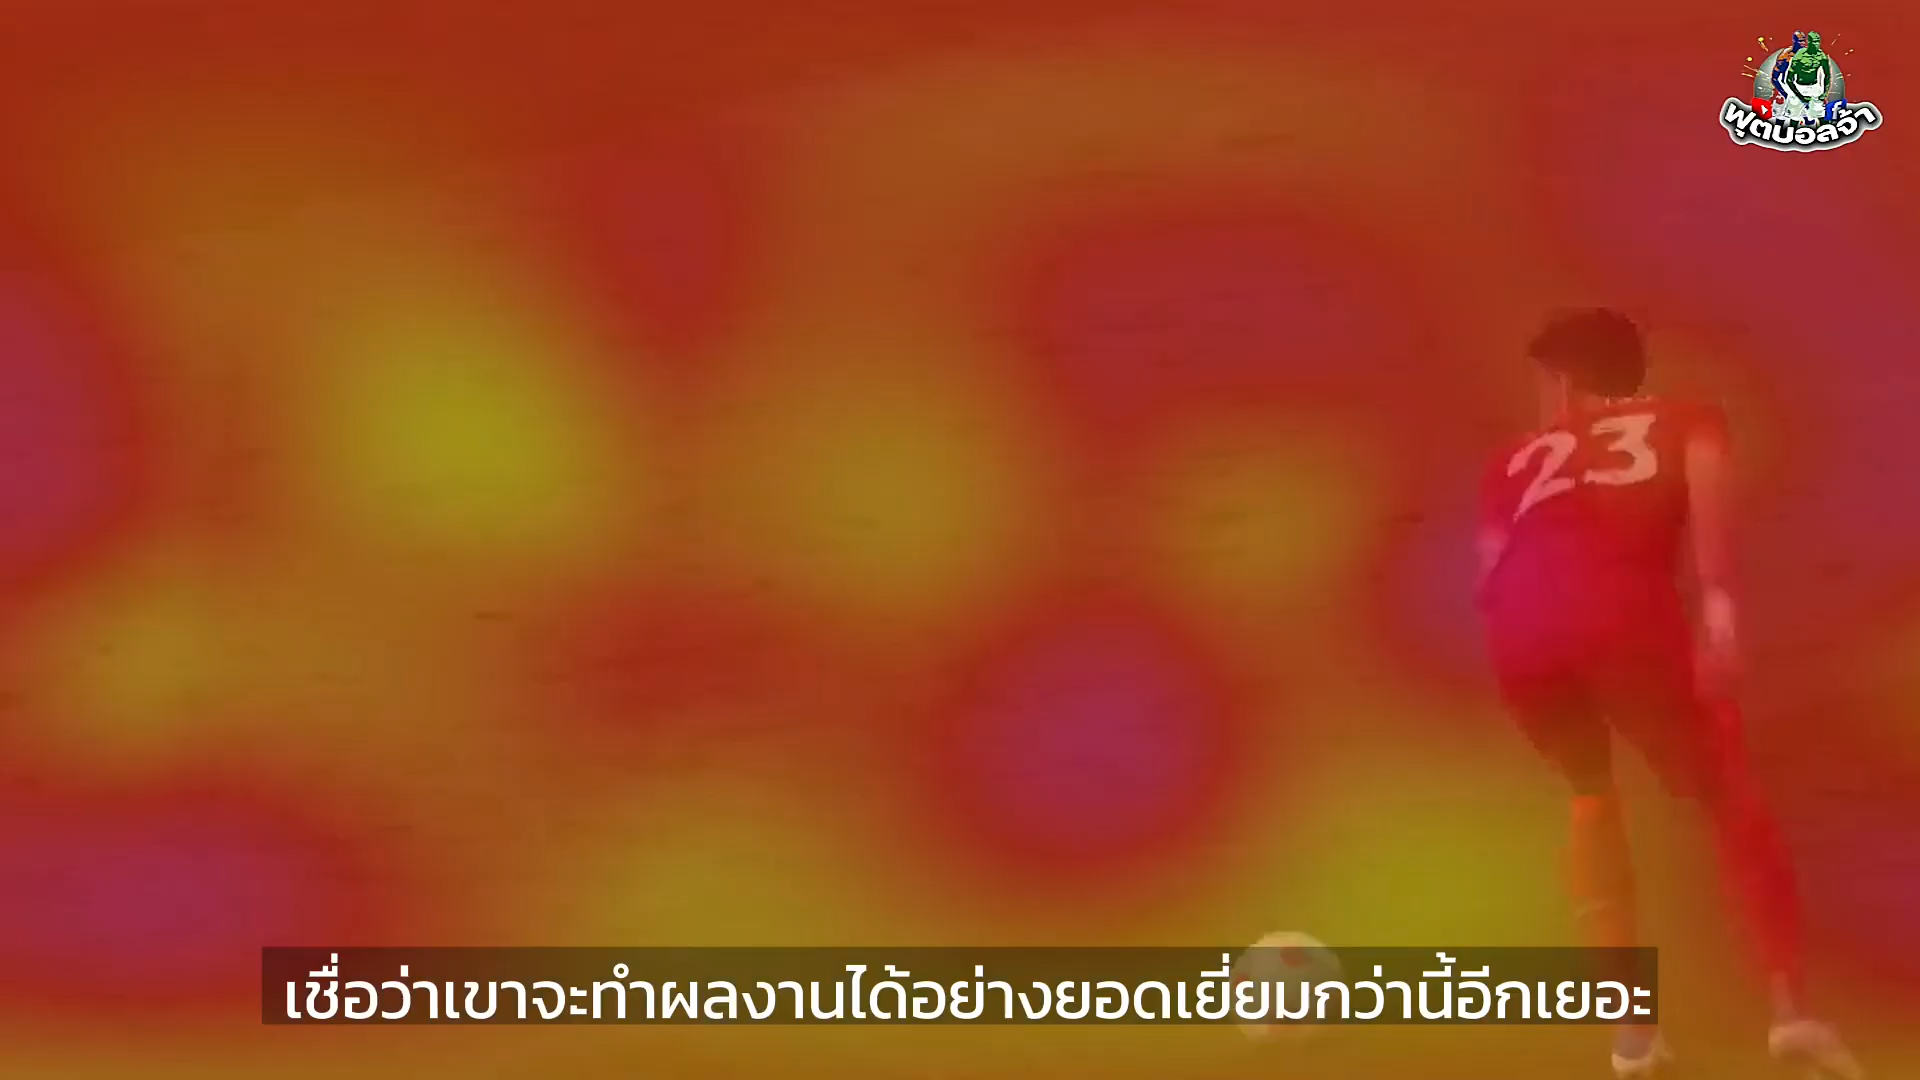 ฟุตบอลจ้า
23
เชื่อว่าเขาจะทำผลงานได้อย่างยอดเยี่ยมกว่านี้อีกเยอะ